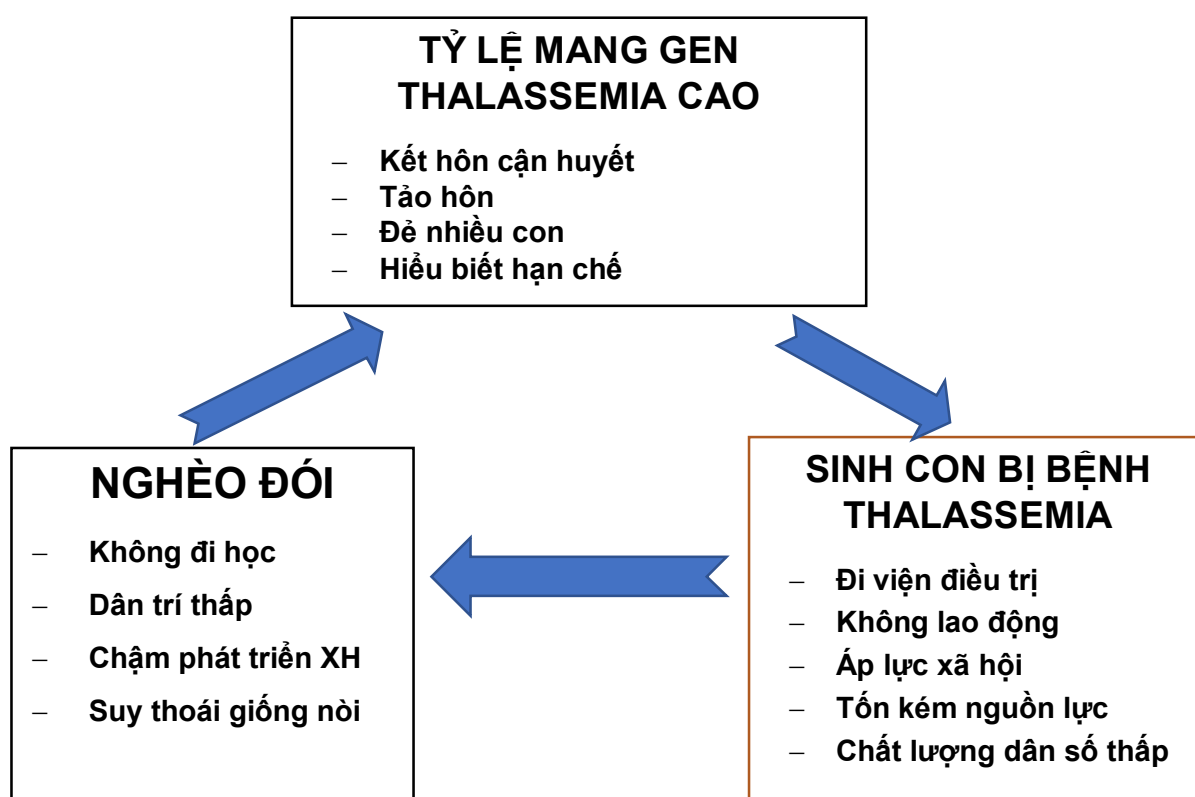 TỶ LỆ MANG GEN
THALASSEMIA CAO
– Kết hôn cận huyết
– Tảo hôn
– Đẻ nhiều con
– Hiểu biết hạn chế
NGHÈO ĐÓI
– Không đi học
– Dân trí thấp
– Chậm phát triển XH
– Suy thoái giống nòi
SINH CON BỊ BỆNH
THALASSEMIA
– Đi viện điều trị
– Không lao động
– Áp lực xã hội
– Tốn kém nguồn lực
– Chất lượng dân số thấp